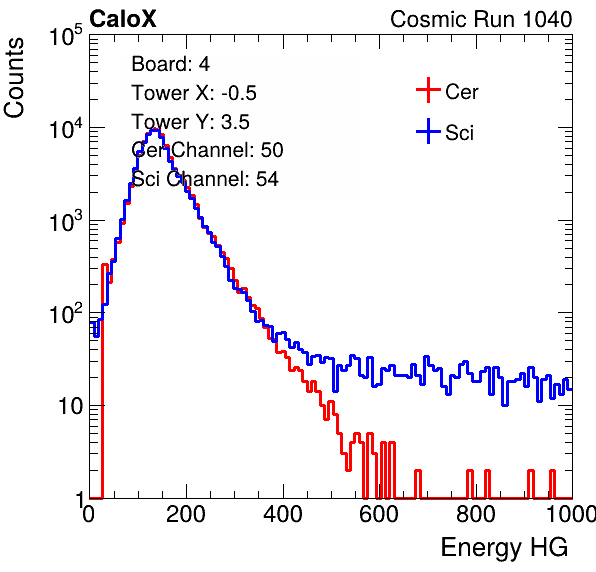 CaloX
Cosmic Run 1040
Counts
10^5
10^4
10^3
10^2
10
1
Board: 4
Tower X: -0.5
Tower Y: 3.5
Cer Channel: 50
Sci Channel: 54
Cer
Sci
0 200 400 600 800 1000
Energy HG